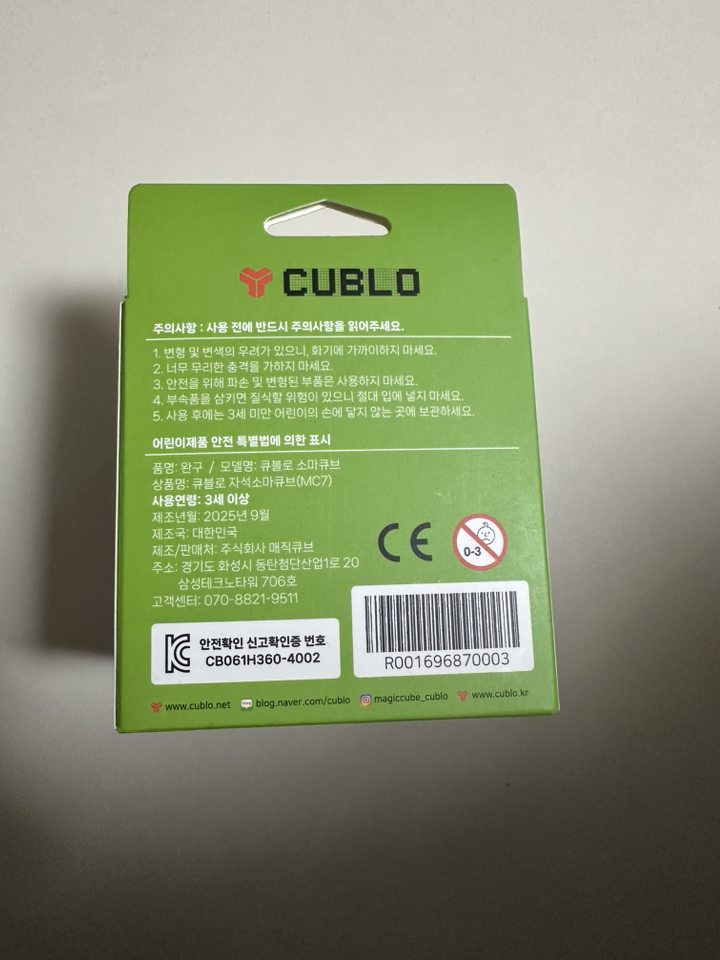 CUBLO
주의사항 : 사용 전에 반드시 주의사항을 읽어주세요.
1. 변형 및 변색의 우려가 있으니, 화기에 가까이하지 마세요.
2. 너무 무리한 충격을 가하지 마세요.
3. 안전을 위해 파손 및 변형된 부품은 사용하지 마세요.
4. 부속품을 삼키면 질식할 위험이 있으니 절대 입에 넣지 마세요.
5. 사용 후에는 3세 미만 어린이의 손에 닿지 않는 곳에 보관하세요.
어린이제품 안전 특별법에 의한 표시
품명: 완구 / 모델명: 큐블로 소마큐브
상품명: 큐블로 자석소마큐브(MC7)
사용연령: 3세 이상
제조년월: 2025년 9월
제조국: 대한민국
제조/판매처: 주식회사 매직큐브
주소: 경기도 화성시 동탄첨단산업1로 20
삼성테크노타워 706호
고객센터: 070-8821-9511
CE
0-3
안전확인 신고확인증 번호
CB061H360-4002
R001696870003
www.cublo.net blog.naver.com/cublo magiccube_cublo www.cublo.kr